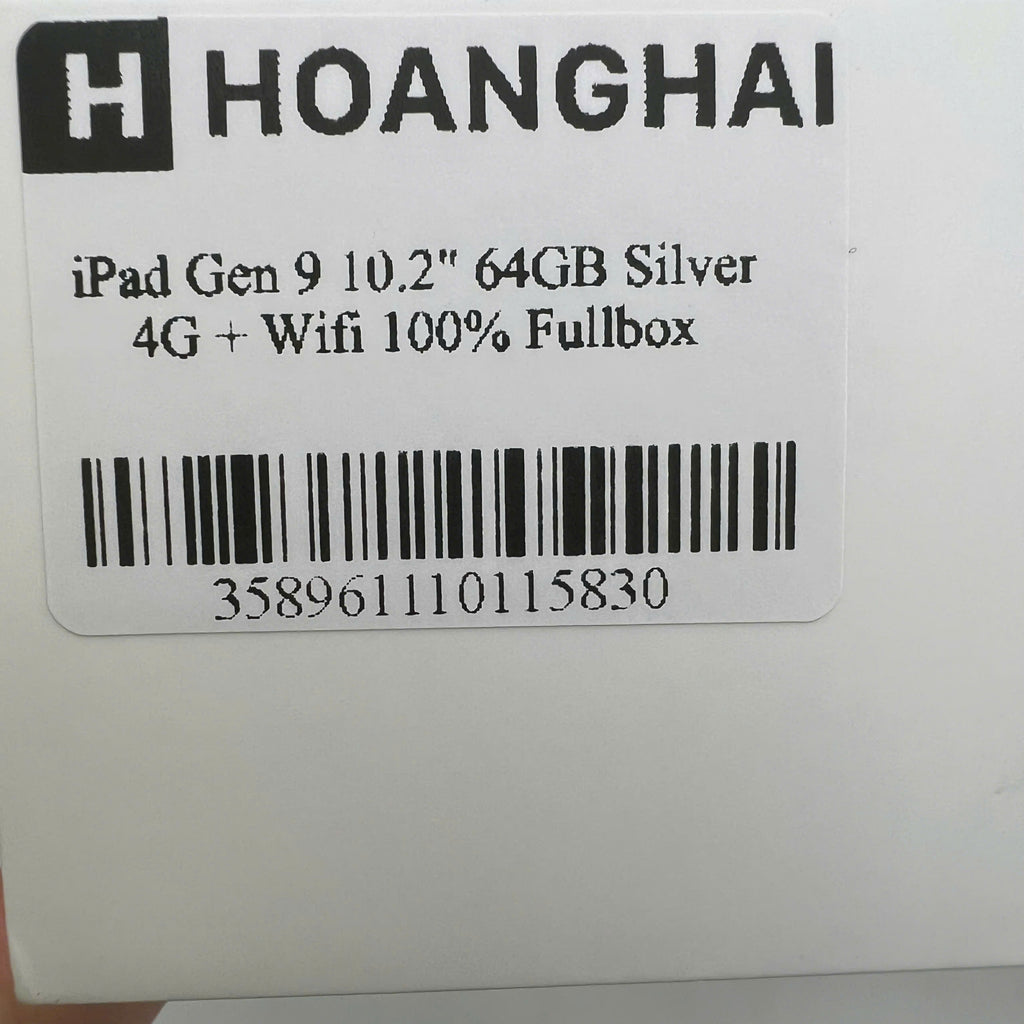 H HOANGHAI
iPad Gen 9 10.2" 64GB Silver
4G + Wifi 100% Fullbox
358961110115830